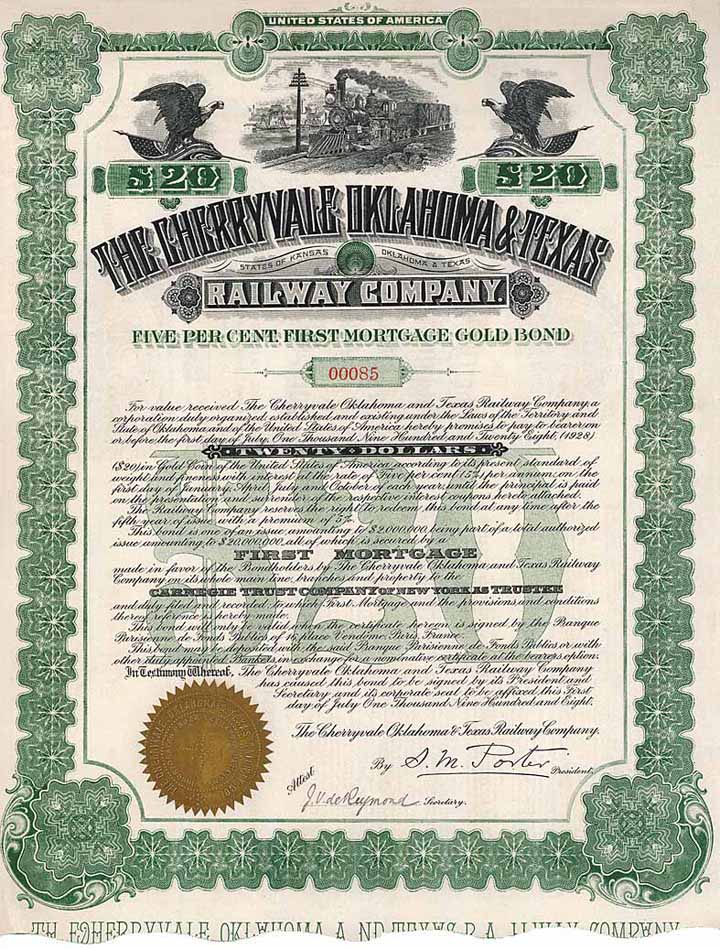 UNITED STATES OF AMERICA
$20 $20
THE CHERRYVALE OKLAHOMA & TEXAS
STATES OF KANSAS OKLAHOMA & TEXAS
RAILWAY COMPANY.
FIVE PER CENT. FIRST MORTGAGE GOLD BOND
00085
For value received The Cherryvale Oklahoma and Texas Railway Company, a
corporation duly organized established and existing under the Laws of the Territory and
State of Oklahoma and of the United States of America hereby promises to pay to bearer on
or before the first day of July, One Thousand Nine Hundred and Twenty Eight, (1928)
TWENTY DOLLARS
($20) in Gold Coin of the United States of America according to its present standard of
weight and fineness with interest at the rate of Five per cent (5%) per annum, on the
first day of January, April, July and October in each year, until the principal is paid
on the presentation and surrender of the respective interest coupons hereto attached.
The Railway Company reserves the right to redeem this bond at any time after the
fifth year of issue with a premium of 5%
This bond is one of an issue amounting to $2,000,000, being part of a total authorized
issue amounting to $20,000,000, all of which is secured by a
FIRST MORTGAGE
made in favor of the Bondholders by The Cherryvale Oklahoma and Texas Railway
Company on its whole main line, branches and property to the
CARNEGIE TRUST COMPANY OF NEW YORK AS TRUSTEE
and duly filed and recorded, to which First Mortgage and the provisions and conditions
thereof reference is hereby made.
This bond will only be valid when the certificate hereon is signed by the Banque
Parisienne de Fonds Publics of 14 place Vendôme Paris, France.
This bond may be deposited with the said Banque Parisienne de Fonds Publics or with
other duly appointed Bankers in exchange for a nominative certificate at the bearers option.
In Testimony Whereof, The Cherryvale Oklahoma and Texas Railway Company
has caused this bond to be signed by its President and
Secretary and its corporate seal to be affixed this First
day of July One Thousand Nine Hundred and Eight.
The Cherryvale Oklahoma & Texas Railway Company.
By S. M. Porter President.
Attest
J. V. de Raymond Secretary.